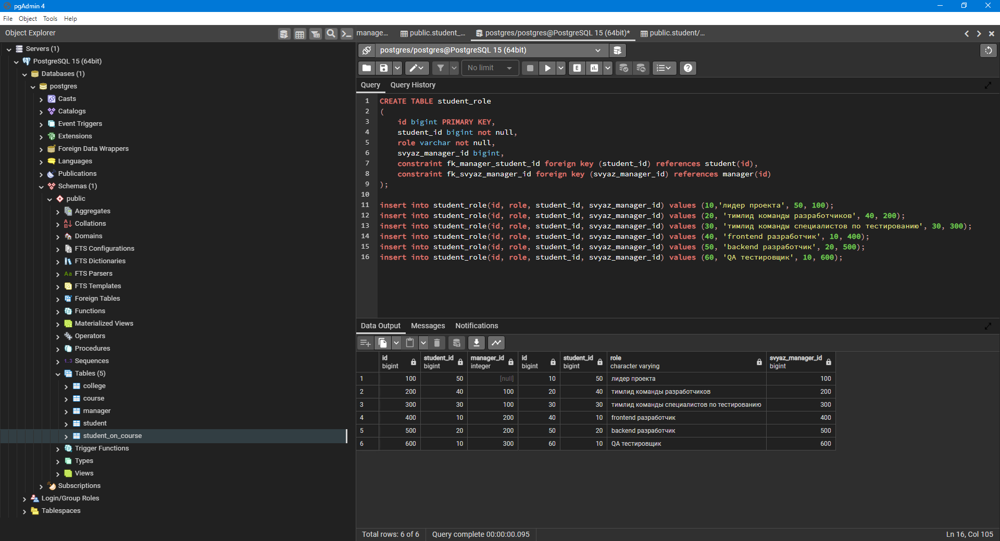 pgAdmin 4
File Object Tools Help
Object Explorer
manage...
public.student_...
postgres/postgres@PostgreSQL 15 (64bit)*
public.student/...
Servers (1)
PostgreSQL 15 (64bit)
Databases (1)
postgres
Casts
Catalogs
Event Triggers
Extensions
Foreign Data Wrappers
Languages
Publications
Schemas (1)
public
Aggregates
Collations
Domains
FTS Configurations
FTS Dictionaries
FTS Parsers
FTS Templates
Foreign Tables
Functions
Materialized Views
Operators
Procedures
Sequences
Tables (5)
college
course
manager
student
student_on_course
Trigger Functions
Types
Views
Subscriptions
Login/Group Roles
Tablespaces
postgres/postgres@PostgreSQL 15 (64bit)
No limit
E
Query Query History
1 CREATE TABLE student_role
2 (
3 id bigint PRIMARY KEY,
4 student_id bigint not null,
5 role varchar not null,
6 svyaz_manager_id bigint,
7 constraint fk_manager_student_id foreign key (student_id) references student(id),
8 constraint fk_svyaz_manager_id foreign key (svyaz_manager_id) references manager(id)
9 );
10
11 insert into student_role(id, role, student_id, svyaz_manager_id) values (10,'лидер проекта', 50, 100);
12 insert into student_role(id, role, student_id, svyaz_manager_id) values (20, 'тимлид команды разработчиков', 40, 200);
13 insert into student_role(id, role, student_id, svyaz_manager_id) values (30, 'тимлид команды специалистов по тестированию', 30, 300);
14 insert into student_role(id, role, student_id, svyaz_manager_id) values (40, 'frontend разработчик', 10, 400);
15 insert into student_role(id, role, student_id, svyaz_manager_id) values (50, 'backend разработчик', 20, 500);
16 insert into student_role(id, role, student_id, svyaz_manager_id) values (60, 'QA тестировщик', 10, 600);
Data Output Messages Notifications
id student_id manager_id id student_id role svyaz_manager_id
bigint bigint integer bigint bigint character varying bigint
1 100 50 [null] 10 50 лидер проекта 100
2 200 40 100 20 40 тимлид команды разработчиков 200
3 300 30 100 30 30 тимлид команды специалистов по тестированию 300
4 400 10 200 40 10 frontend разработчик 400
5 500 20 200 50 20 backend разработчик 500
6 600 10 300 60 10 QA тестировщик 600
Total rows: 6 of 6 Query complete 00:00:00.095 Ln 16, Col 105